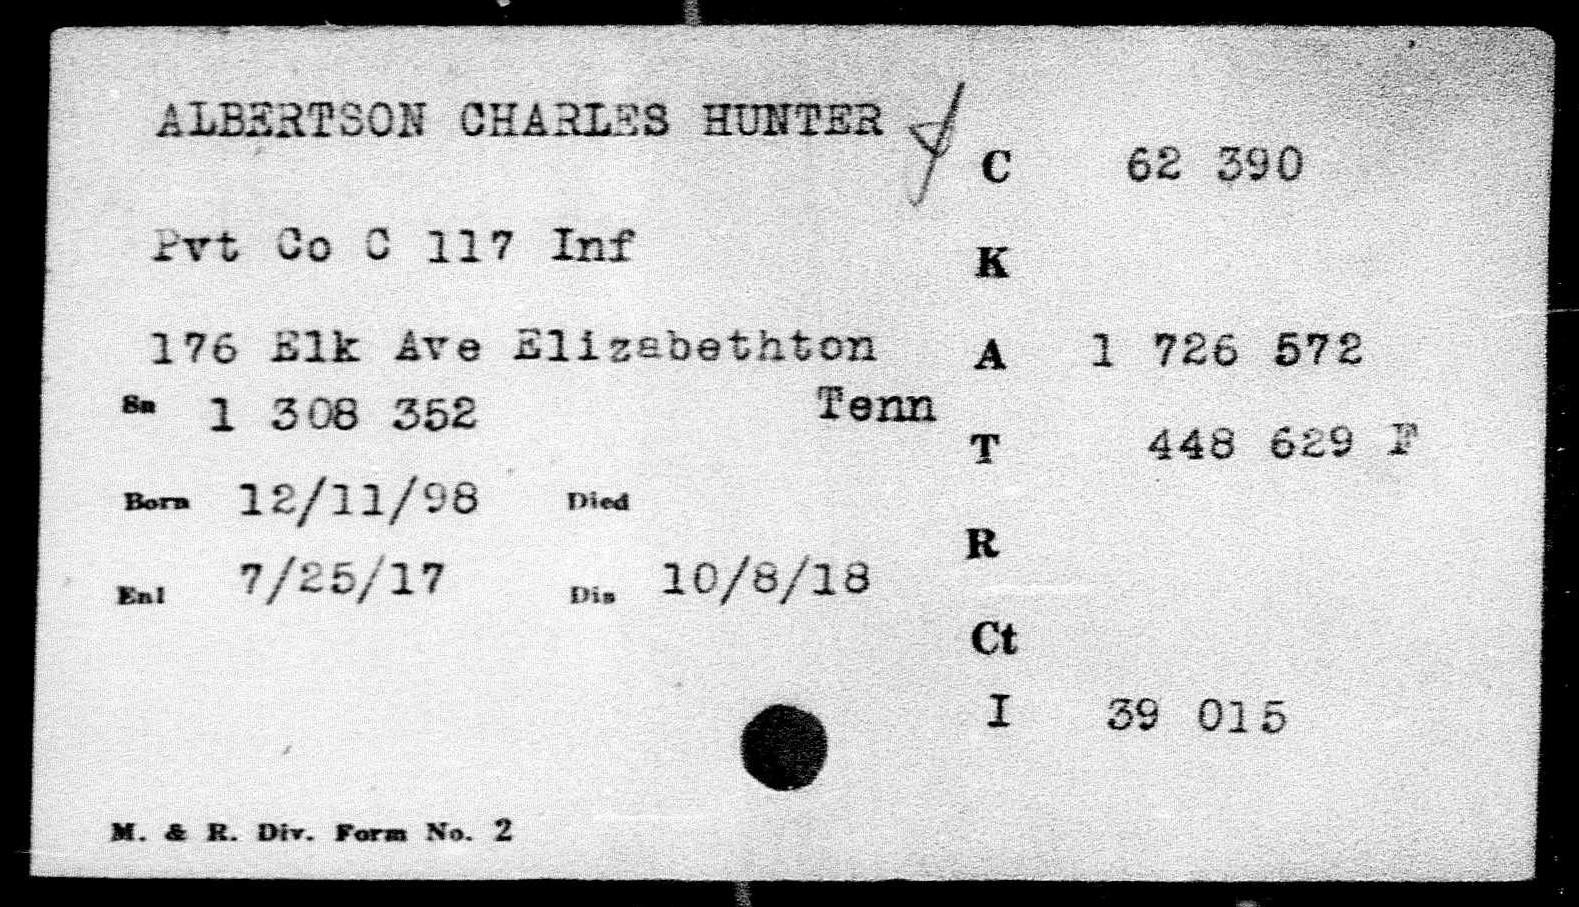 ALBERTSON CHARLES HUNTER
C 62 390
Pvt Co C 117 Inf
K
176 Elk Ave Elizabethton
A 1 726 572
Sn 1 308 352 Tenn
T 448 629 F
Born 12/11/98 Died
R
Enl 7/25/17 Dis 10/8/18
Ct
I 39 015
M. & R. Div. Form No. 2